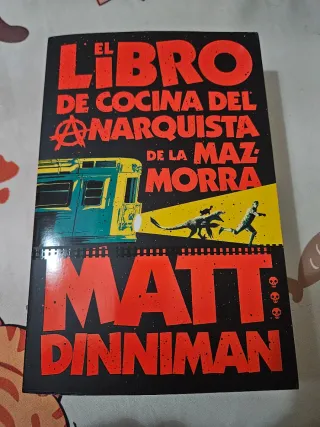 EL
LIBRO
DE COCINA DEL
ANARQUISTA
DE LA MAZ-
MORRA
MATT
DINNIMAN